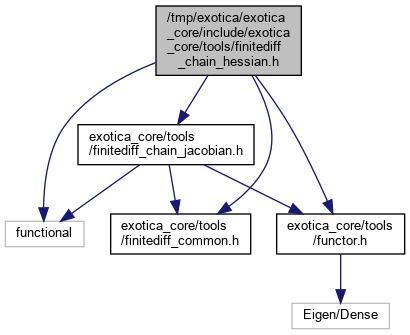 /tmp/exotica/exotica
_core/include/exotica
_core/tools/finitediff
_chain_hessian.h
exotica_core/tools
/finitediff_chain_jacobian.h
functional
exotica_core/tools
/finitediff_common.h
exotica_core/tools
/functor.h
Eigen/Dense